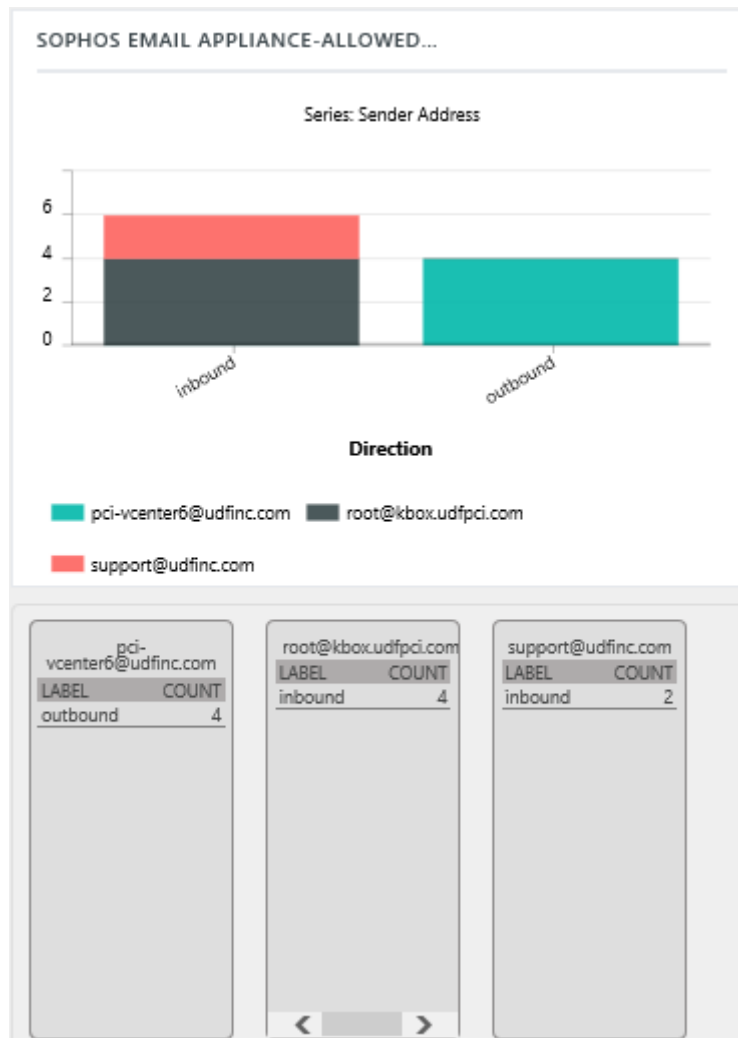 SOPHOS EMAIL APPLIANCE-ALLOWED...
Series: Sender Address
6
4
2
0
inbound
outbound
Direction
pci-vcenter6@udfinc.com
root@kbox.udfpci.com
support@udfinc.com
pci-
vcenter6@udfinc.com
LABEL COUNT
outbound 4
root@kbox.udfpci.com
LABEL COUNT
inbound 4
support@udfinc.com
LABEL COUNT
inbound 2